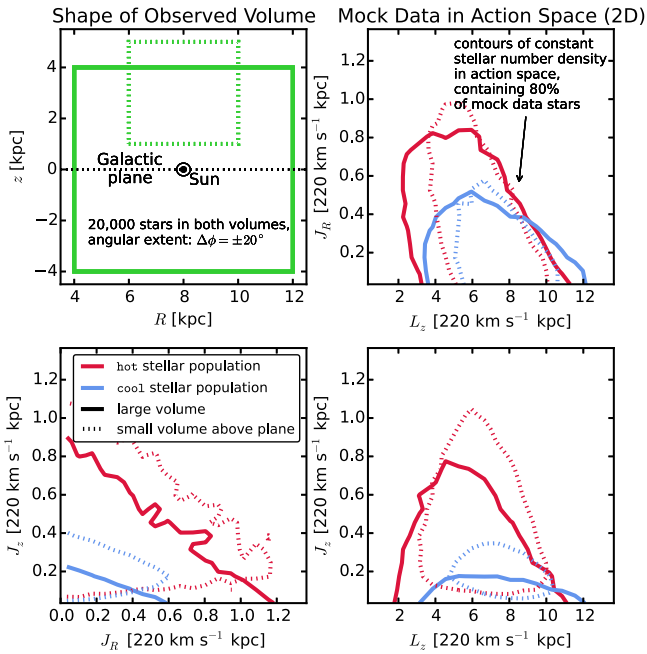 Shape of Observed Volume
Mock Data in Action Space (2D)
z [kpc]
4
2
0
−2
−4
Galactic
plane
Sun
20,000 stars in both volumes,
angular extent: Δϕ = ±20°
4 6 8 10 12
R [kpc]
J_R [220 km s⁻¹ kpc]
1.0
0.8
0.6
0.4
0.2
contours of constant
stellar number density
in action space,
containing 80%
of mock data stars
2 4 6 8 10 12
L_z [220 km s⁻¹ kpc]
J_z [220 km s⁻¹ kpc]
1.2
1.0
0.8
0.6
0.4
0.2
hot stellar population
cool stellar population
large volume
small volume above plane
0.0 0.2 0.4 0.6 0.8 1.0 1.2
J_R [220 km s⁻¹ kpc]
J_z [220 km s⁻¹ kpc]
1.0
0.8
0.6
0.4
0.2
2 4 6 8 10 12
L_z [220 km s⁻¹ kpc]